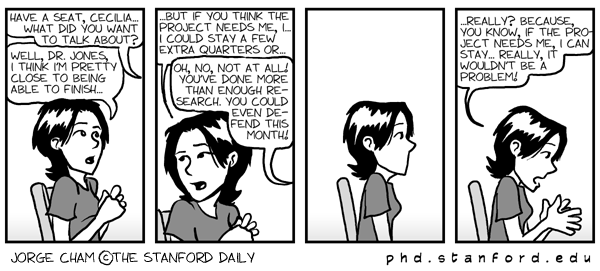 HAVE A SEAT, CECILIA...
WHAT DID YOU WANT
TO TALK ABOUT?
WELL, DR. JONES,
I THINK I'M PRETTY
CLOSE TO BEING
ABLE TO FINISH...
...BUT IF YOU THINK THE
PROJECT NEEDS ME, I...
I COULD STAY A FEW
EXTRA QUARTERS OR...
OH, NO, NOT AT ALL!
YOU'VE DONE MORE
THAN ENOUGH RE-
SEARCH. YOU COULD
EVEN DE-
FEND THIS
MONTH!
...REALLY? BECAUSE,
YOU KNOW, IF THE PRO-
JECT NEEDS ME, I CAN
STAY... REALLY, IT
WOULDN'T BE A
PROBLEM!
JORGE CHAM ©THE STANFORD DAILY
phd.stanford.edu